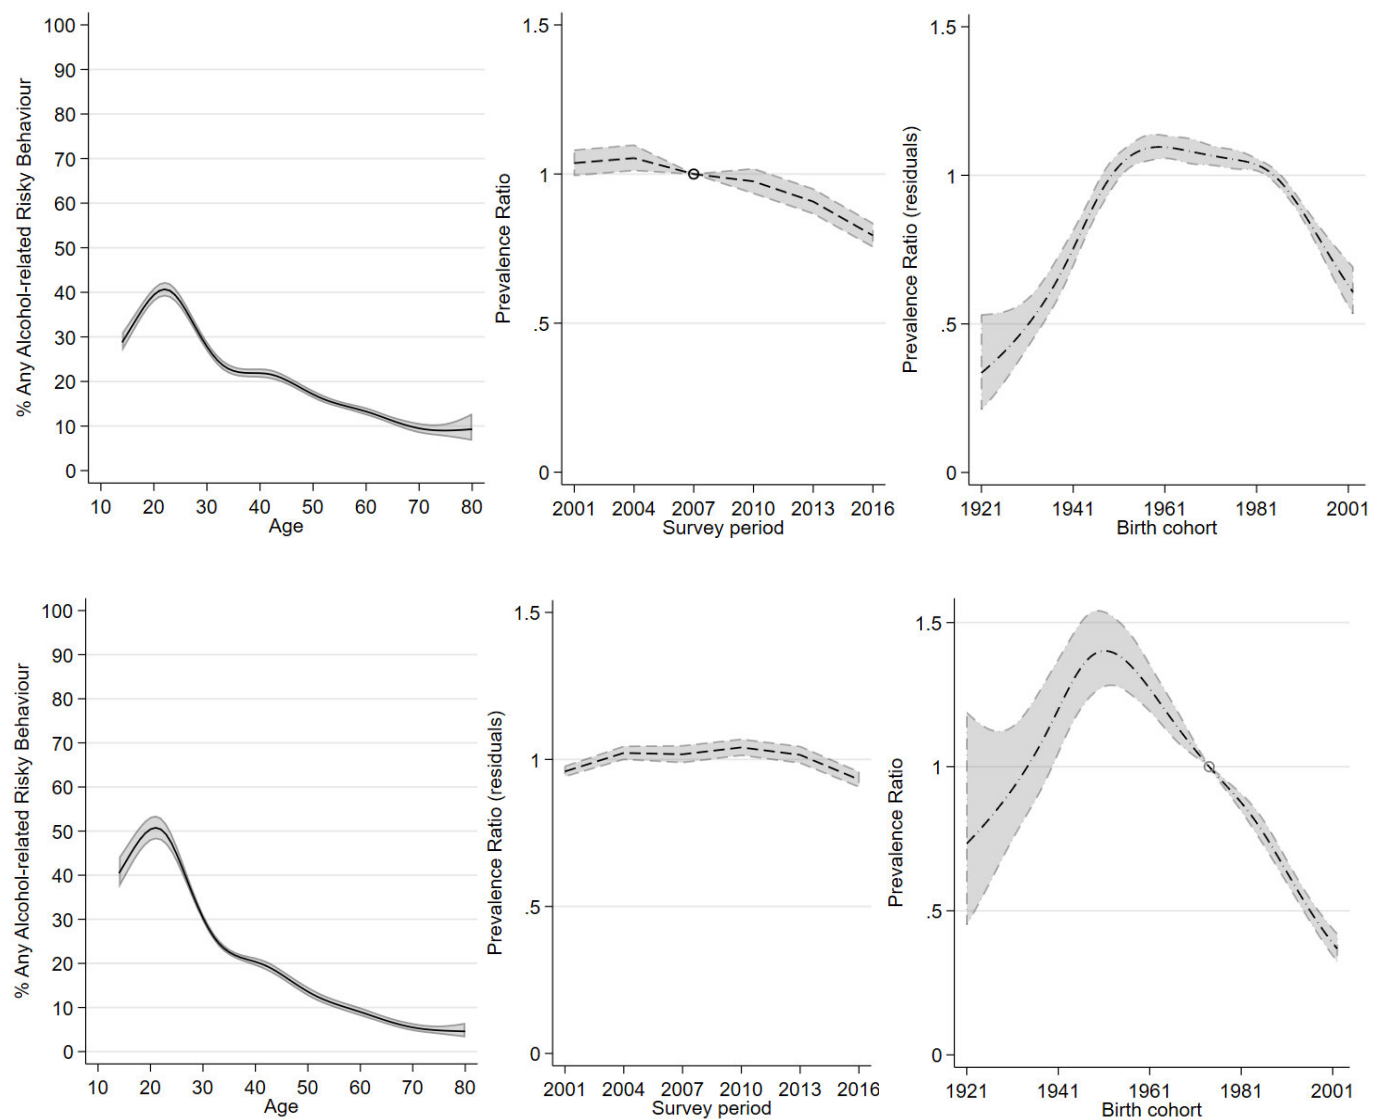 % Any Alcohol-related Risky Behaviour
100
90
80
70
60
50
40
30
20
10
0
10 20 30 40 50 60 70 80
Age
Prevalence Ratio
1.5
1
.5
0
2001 2004 2007 2010 2013 2016
Survey period
Prevalence Ratio (residuals)
1.5
1
.5
0
1921 1941 1961 1981 2001
Birth cohort
% Any Alcohol-related Risky Behaviour
100
90
80
70
60
50
40
30
20
10
0
10 20 30 40 50 60 70 80
Age
Prevalence Ratio (residuals)
1.5
1
.5
0
2001 2004 2007 2010 2013 2016
Survey period
Prevalence Ratio
1.5
1
.5
0
1921 1941 1961 1981 2001
Birth cohort